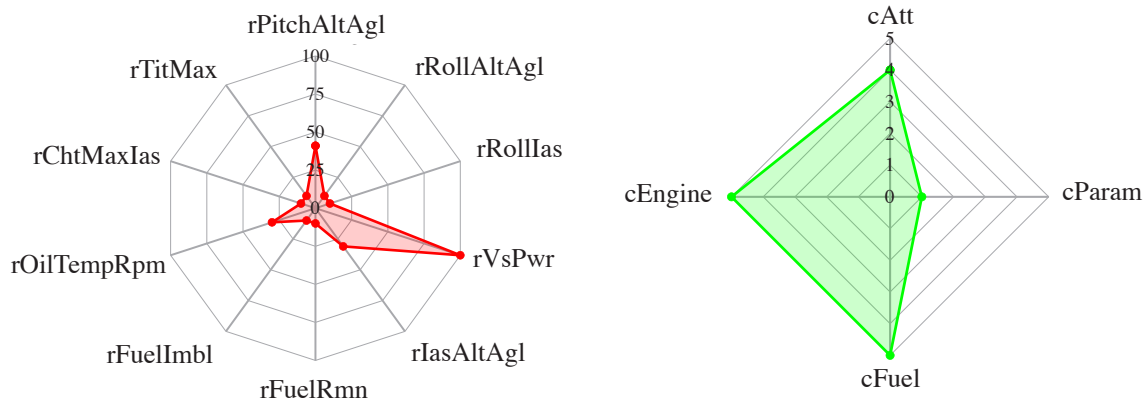 rPitchAltAgl
rTitMax
rRollAltAgl
rChtMaxIas
rRollIas
rOilTempRpm
rVsPwr
rFuelImbl
rIasAltAgl
rFuelRmn
100
75
50
25
0
cAtt
cEngine
cParam
cFuel
5
4
3
2
1
0